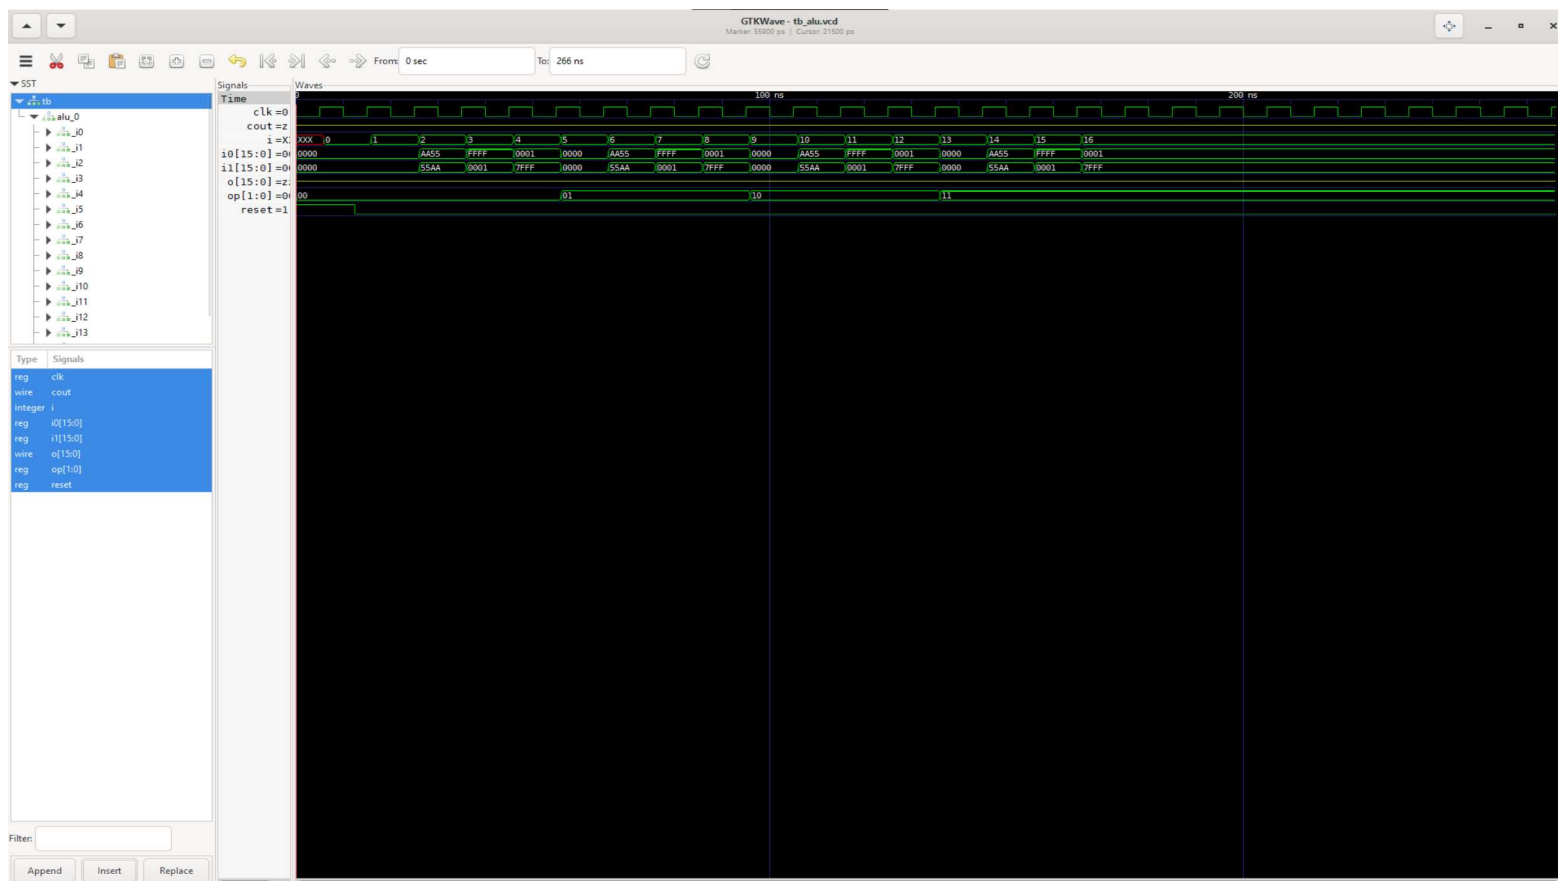 GTKWave - tb_alu.vcd
Marker: 55800 ps | Cursor: 21500 ps
From: 0 sec To: 266 ns
SST
tb
alu_0
_i0
_i1
_i2
_i3
_i4
_i5
_i6
_i7
_i8
_i9
_i10
_i11
_i12
_i13
Type Signals
reg clk
wire cout
integer i
reg i0[15:0]
reg i1[15:0]
wire o[15:0]
reg op[1:0]
reg reset
Filter:
Append Insert Replace
Signals Waves
Time 0 100 ns 200 ns
clk =0
cout =z
i =X XXX 0 1 2 3 4 5 6 7 8 9 10 11 12 13 14 15 16
i0[15:0] =0 0000 AA55 FFFF 0001 0000 AA55 FFFF 0001 0000 AA55 FFFF 0001 0000 AA55 FFFF 0001
i1[15:0] =0 0000 55AA 0001 7FFF 0000 55AA 0001 7FFF 0000 55AA 0001 7FFF 0000 55AA 0001 7FFF
o[15:0] =z
op[1:0] =0 00 01 10 11
reset =1